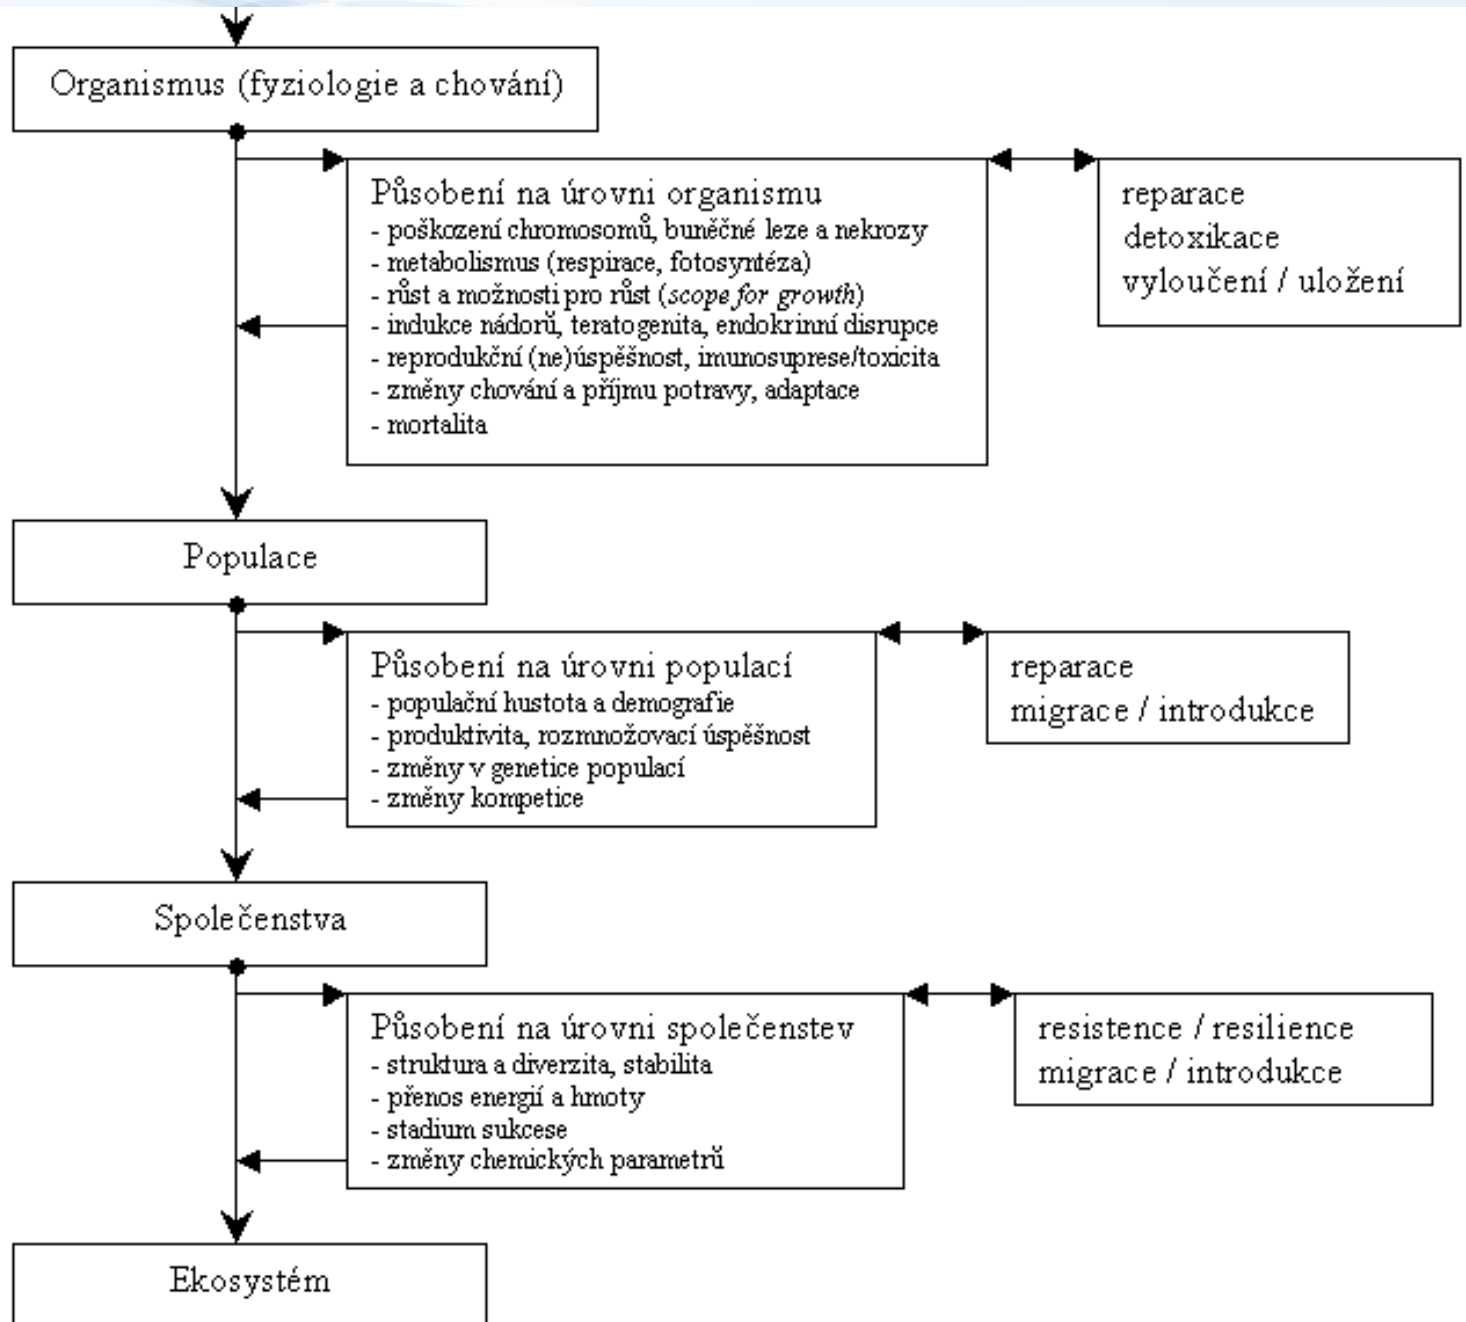 Organismus (fyziologie a chování)
Působení na úrovni organismu
- poškození chromosomů, buněčné leze a nekrozy
- metabolismus (respirace, fotosyntéza)
- růst a možnosti pro růst (scope for growth)
- indukce nádorů, teratogenita, endokrinní disrupce
- reprodukční (ne)úspěšnost, imunosuprese/toxicita
- změny chování a příjmu potravy, adaptace
- mortalita
reparace
detoxikace
vyloučení / uložení
Populace
Působení na úrovni populací
- populační hustota a demografie
- produktivita, rozmnožovací úspěšnost
- změny v genetice populací
- změny kompetice
reparace
migrace / introdukce
Společenstva
Působení na úrovni společenstev
- struktura a diverzita, stabilita
- přenos energií a hmoty
- stadium sukcese
- změny chemických parametrů
resistence / resilience
migrace / introdukce
Ekosystém